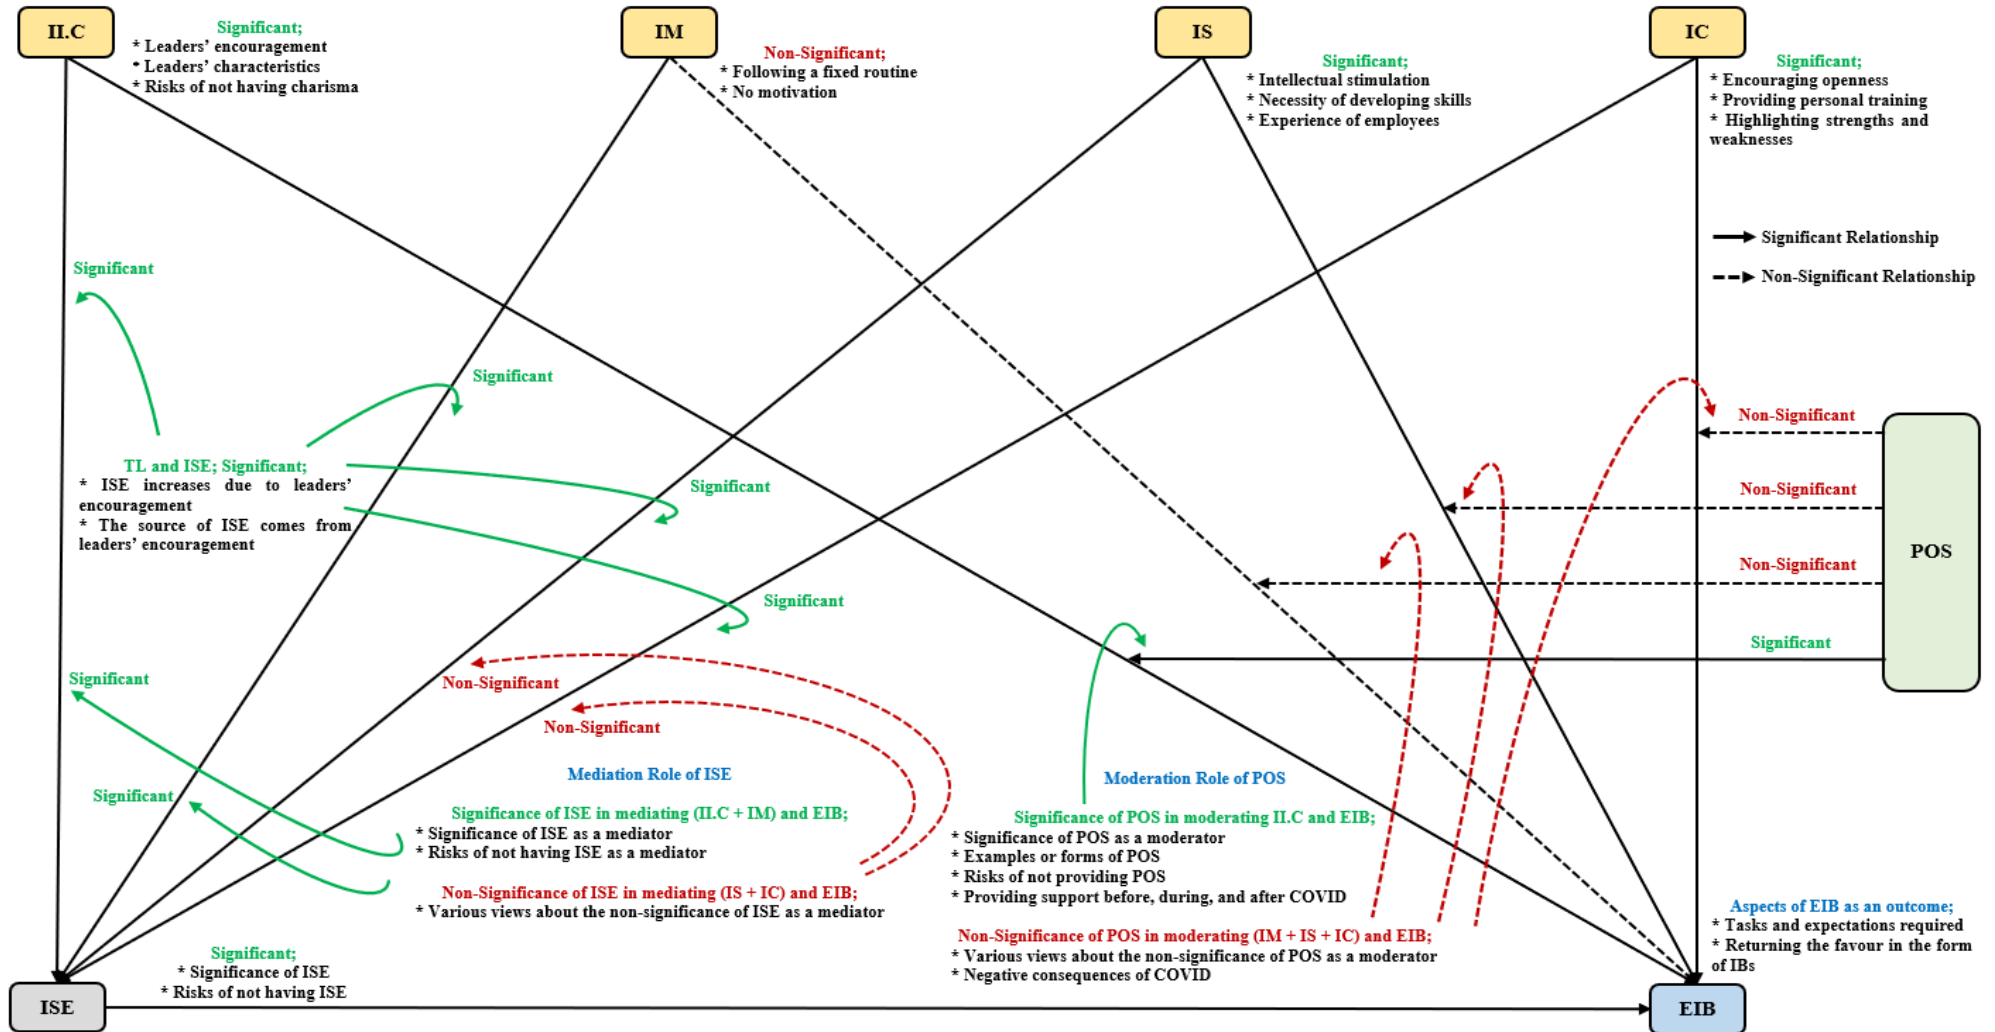 II.C
Significant;
* Leaders’ encouragement
* Leaders’ characteristics
* Risks of not having charisma
IM
Non-Significant;
* Following a fixed routine
* No motivation
IS
Significant;
* Intellectual stimulation
* Necessity of developing skills
* Experience of employees
IC
Significant;
* Encouraging openness
* Providing personal training
* Highlighting strengths and
weaknesses
Significant Relationship
Non-Significant Relationship
Significant
Significant
TL and ISE; Significant;
* ISE increases due to leaders’
encouragement
* The source of ISE comes from
leaders’ encouragement
Significant
Significant
Non-Significant
Non-Significant
Non-Significant
Significant
POS
Significant
Significant
Non-Significant
Non-Significant
Mediation Role of ISE
Significance of ISE in mediating (II.C + IM) and EIB;
* Significance of ISE as a mediator
* Risks of not having ISE as a mediator
Non-Significance of ISE in mediating (IS + IC) and EIB;
* Various views about the non-significance of ISE as a mediator
Moderation Role of POS
Significance of POS in moderating II.C and EIB;
* Significance of POS as a moderator
* Examples or forms of POS
* Risks of not providing POS
* Providing support before, during, and after COVID
Non-Significance of POS in moderating (IM + IS + IC) and EIB;
* Various views about the non-significance of POS as a moderator
* Negative consequences of COVID
Aspects of EIB as an outcome;
* Tasks and expectations required
* Returning the favour in the form
of IBs
Significant;
* Significance of ISE
* Risks of not having ISE
ISE
EIB